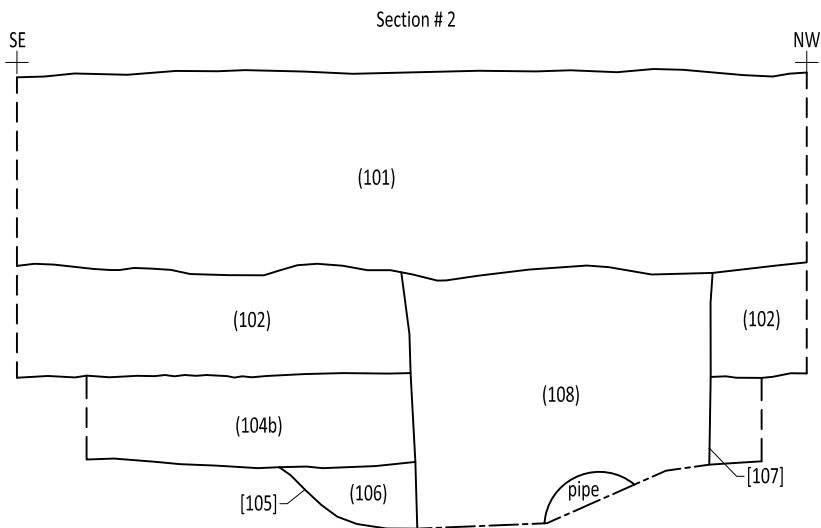 Section # 2
SE
NW
(101)
(102)
(102)
(108)
(104b)
[107]
[105]
(106)
pipe